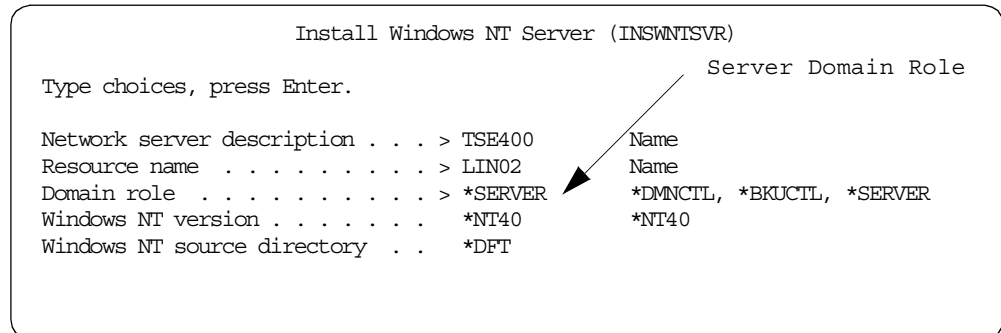 Install Windows NT Server (INSWNTSVR)
Server Domain Role
Type choices, press Enter.
Network server description . . . > TSE400 Name
Resource name . . . . . . . . . > LIN02 Name
Domain role . . . . . . . . . . > *SERVER *DMNCTL, *BKUCTL, *SERVER
Windows NT version . . . . . . . *NT40 *NT40
Windows NT source directory . . *DFT